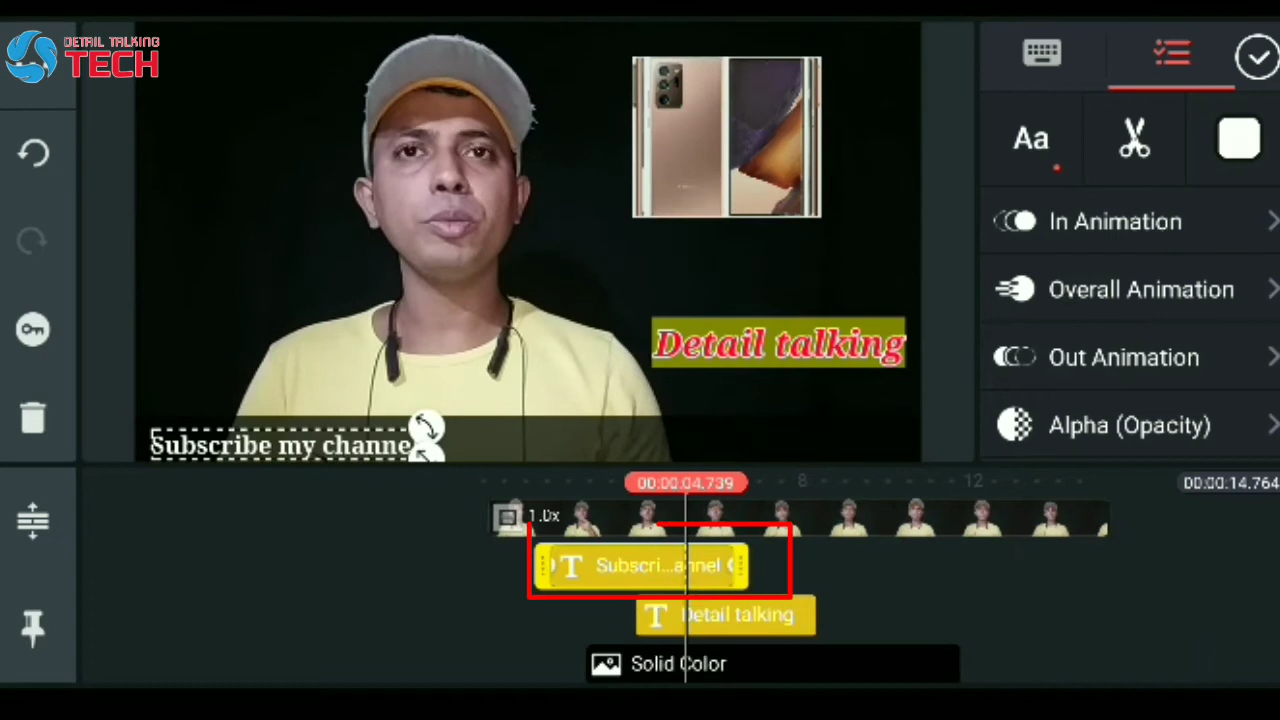 DETAIL TALKING
TECH
Aa
In Animation
Overall Animation
Detail talking
Out Animation
Alpha (Opacity)
Subscribe my channe
00:00:04.739
8
12
00:00:14.764
1.0x
T Subscri...annel
T Detail talking
Solid Color